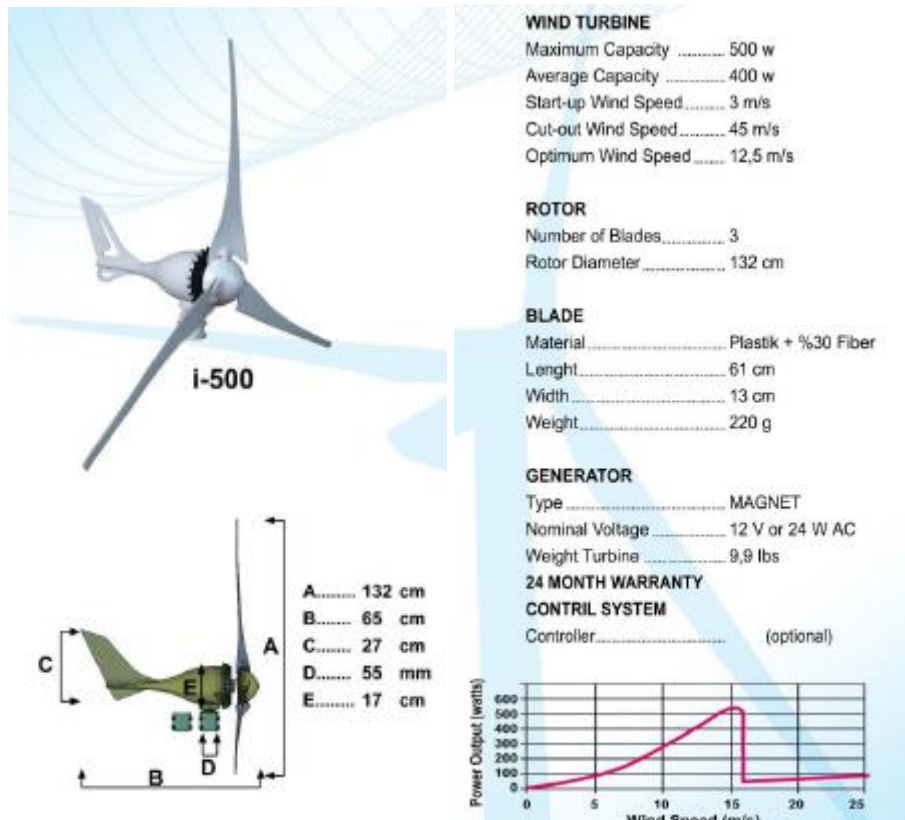 i-500
A........ 132 cm
B........ 65 cm
C........ 27 cm
D........ 55 mm
E........ 17 cm
A
B
C
D
E
WIND TURBINE
Maximum Capacity .......... 500 w
Average Capacity .......... 400 w
Start-up Wind Speed......... 3 m/s
Cut-out Wind Speed.......... 45 m/s
Optimum Wind Speed ....... 12,5 m/s
ROTOR
Number of Blades............. 3
Rotor Diameter ................. 132 cm
BLADE
Material............................. Plastik + %30 Fiber
Lenght............................... 61 cm
Width ................................ 13 cm
Weight............................... 220 g
GENERATOR
Type .................................. MAGNET
Nominal Voltage ............... 12 V or 24 W AC
Weight Turbine ................. 9,9 lbs
24 MONTH WARRANTY
CONTRIL SYSTEM
Controller........................... (optional)
Power Output (watts)
600
500
400
300
200
100
0
0 5 10 15 20 25
Wind Speed (m/s)